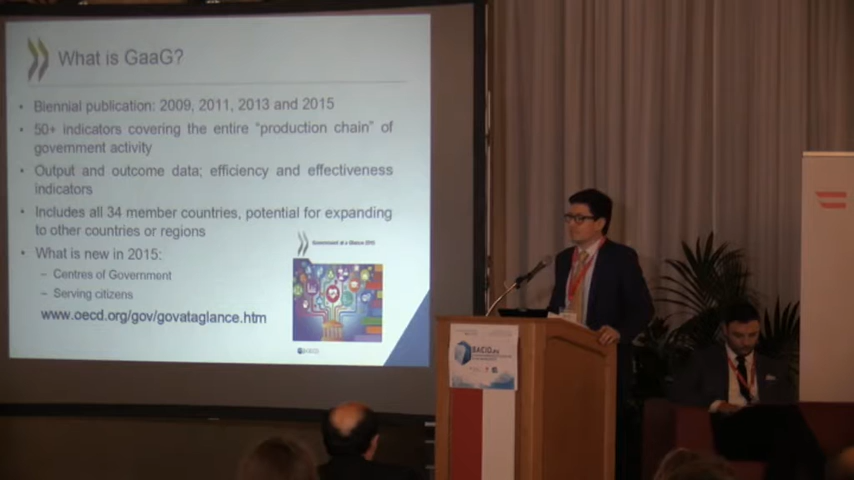 What is GaaG?
• Biennial publication: 2009, 2011, 2013 and 2015
• 50+ indicators covering the entire “production chain” of
government activity
• Output and outcome data; efficiency and effectiveness
indicators
• Includes all 34 member countries, potential for expanding
to other countries or regions
• What is new in 2015:
– Centres of Government
– Serving citizens
www.oecd.org/gov/govataglance.htm
Government at a Glance 2015
OECD